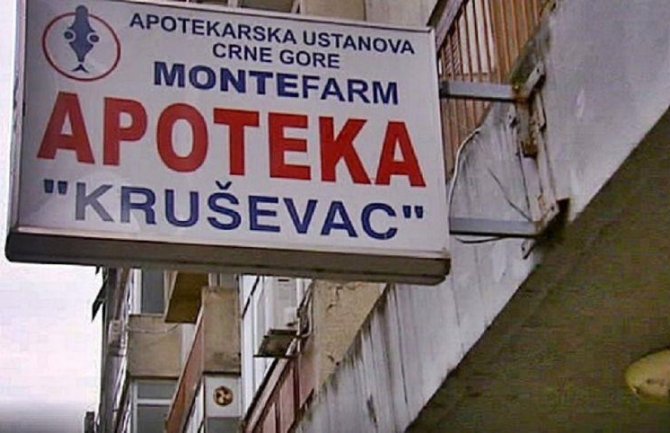 APOTEKARSKA USTANOVA
CRNE GORE
MONTEFARM
APOTEKA
"KRUŠEVAC"